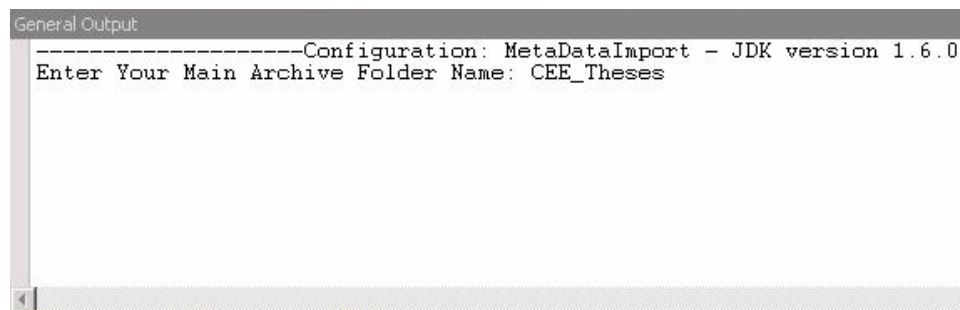 General Output
--------------------Configuration: MetaDataImport - JDK version 1.6.0
Enter Your Main Archive Folder Name: CEE_Theses